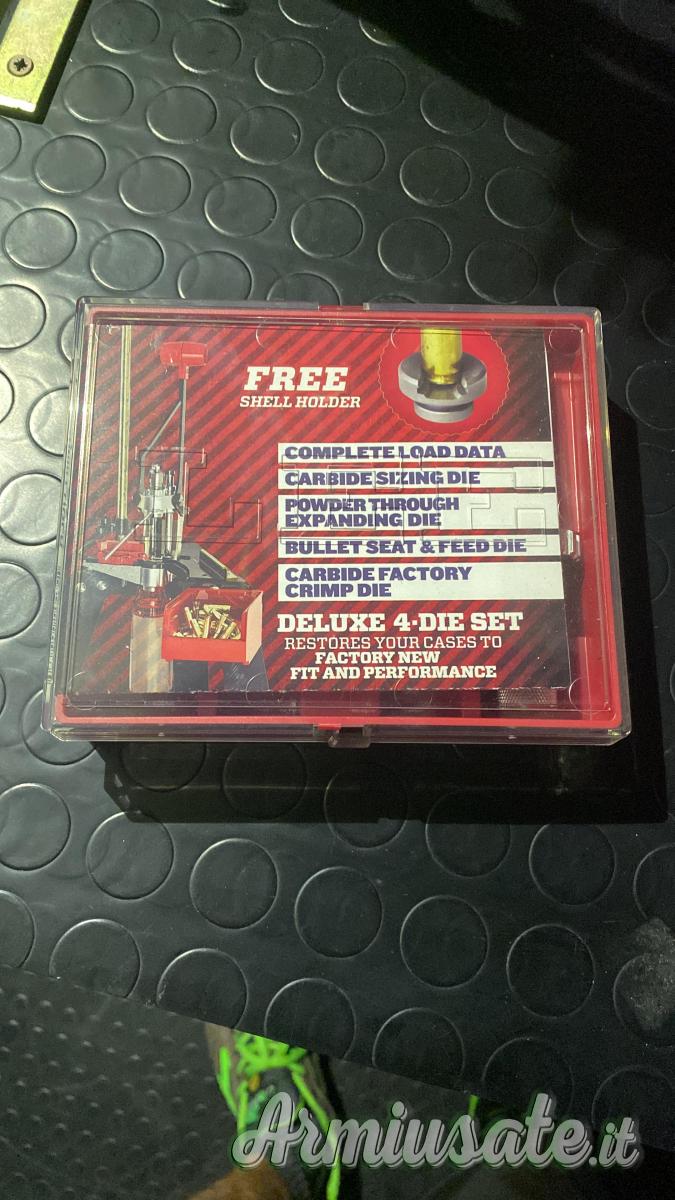 FREE
SHELL HOLDER
COMPLETE LOAD DATA
CARBIDE SIZING DIE
POWDER THROUGH
EXPANDING DIE
BULLET SEAT & FEED DIE
CARBIDE FACTORY
CRIMP DIE
DELUXE 4-DIE SET
RESTORES YOUR CASES TO
FACTORY NEW
FIT AND PERFORMANCE
Armiusate.it